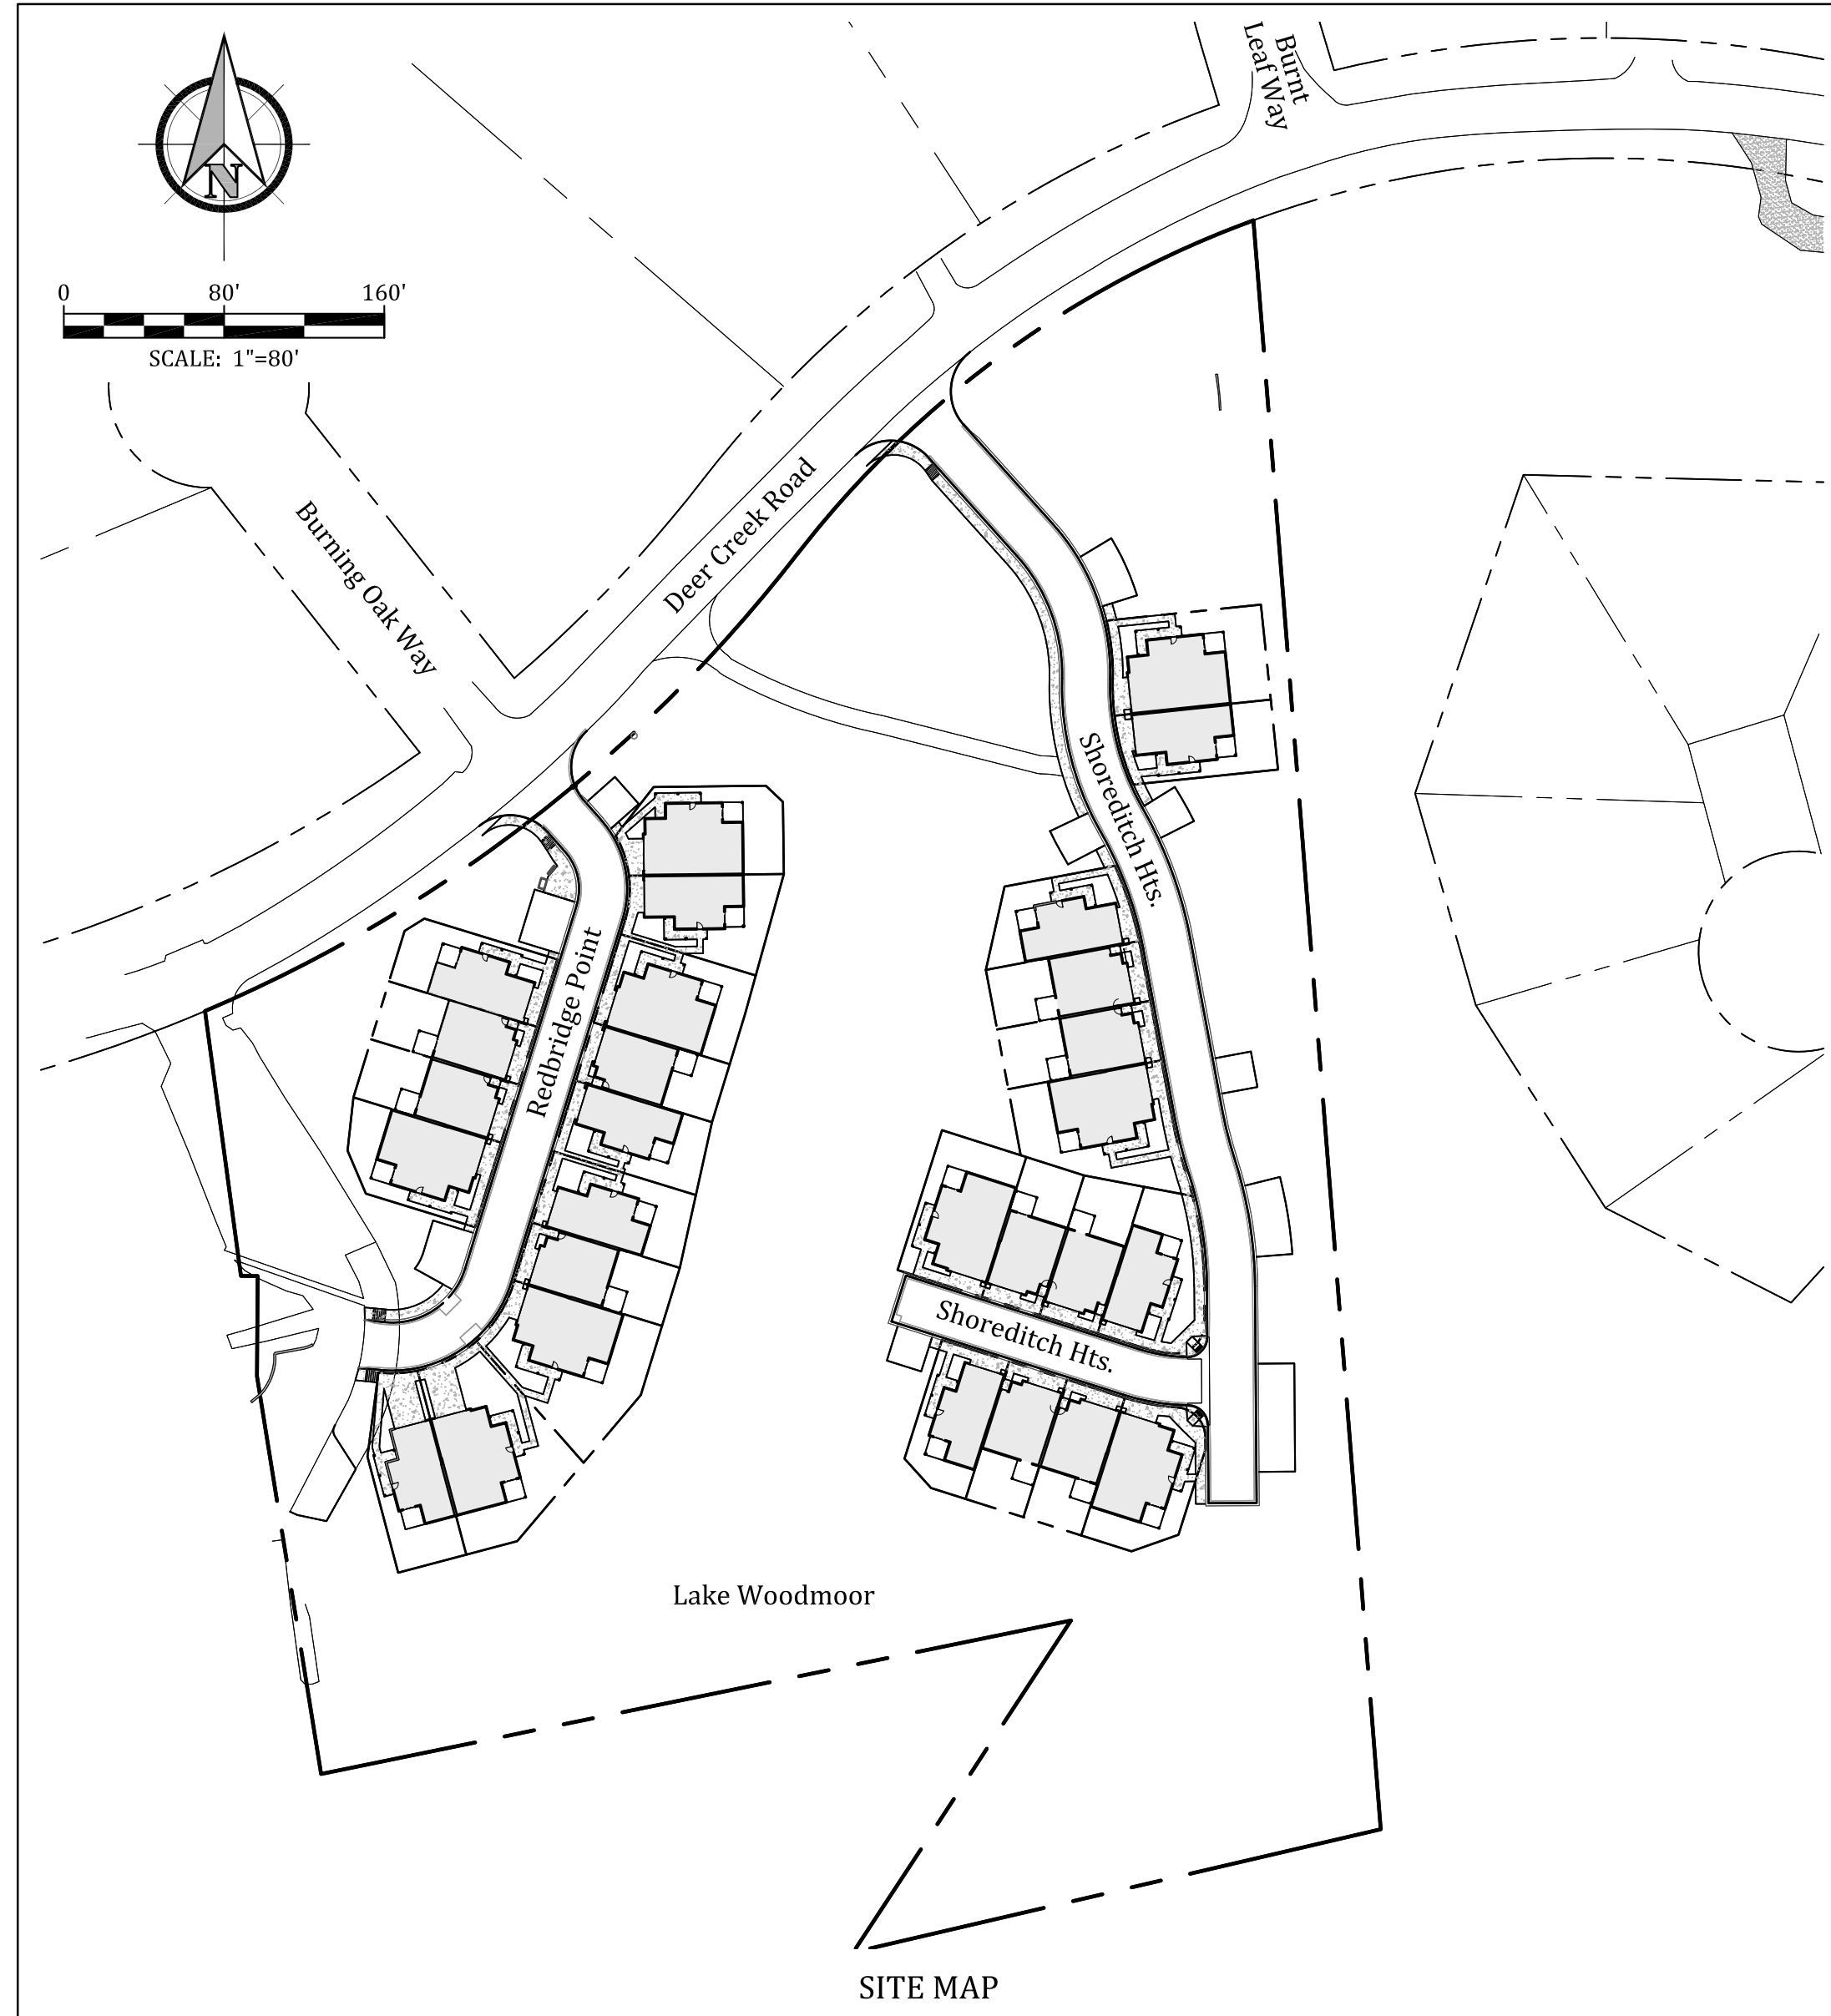 Burnt
Leaf Way
N
0 80' 160'
SCALE: 1"=80'
Burning Oak Way
Deer Creek Road
Shoreditch Hts.
Redbridge Point
Shoreditch Hts.
Lake Woodmoor
SITE MAP